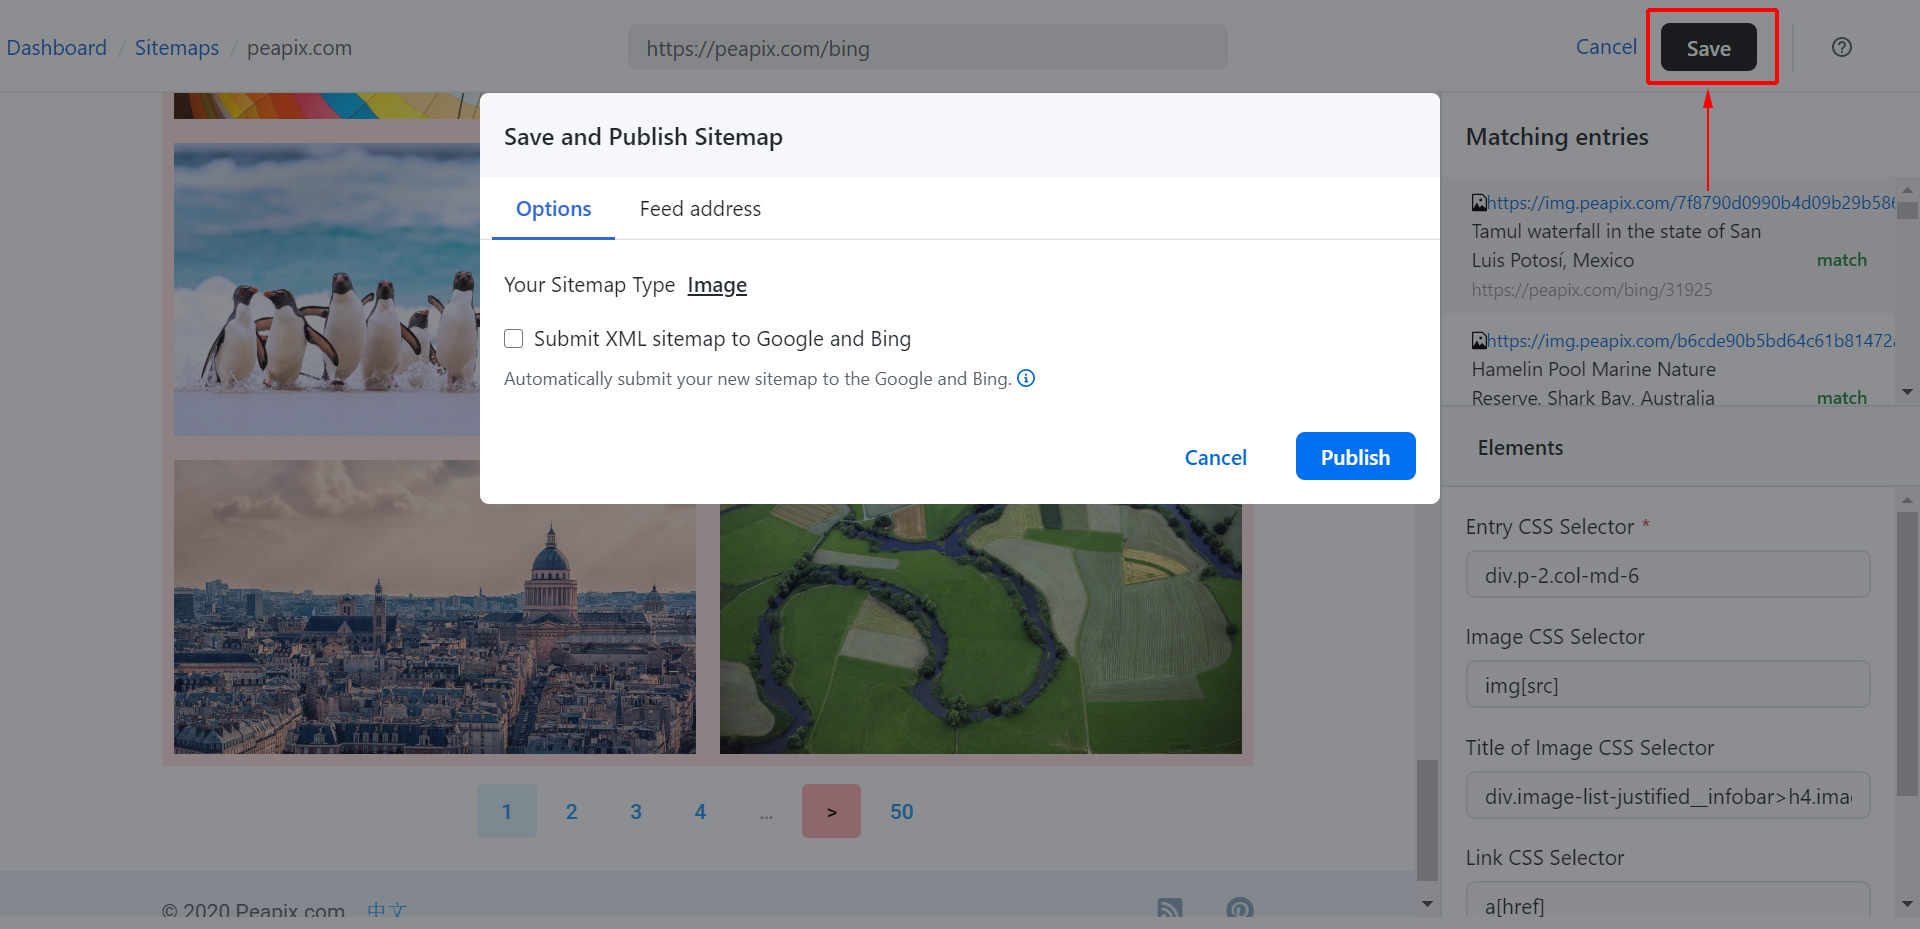 Dashboard / Sitemaps / peapix.com
https://peapix.com/bing
Cancel
Save
Save and Publish Sitemap
Options
Feed address
Your Sitemap Type Image
Submit XML sitemap to Google and Bing
Automatically submit your new sitemap to the Google and Bing.
Cancel
Publish
Matching entries
https://img.peapix.com/7f8790d0990b4d09b29b586
Tamul waterfall in the state of San
Luis Potosí, Mexico
match
https://peapix.com/bing/31925
https://img.peapix.com/b6cde90b5bd64c61b81472
Hamelin Pool Marine Nature
Reserve, Shark Bay, Australia
match
Elements
Entry CSS Selector *
div.p-2.col-md-6
Image CSS Selector
img[src]
Title of Image CSS Selector
div.image-list-justified__infobar>h4.ima
Link CSS Selector
a[href]
1 2 3 4 ... > 50
© 2020 Peapix.com 中文